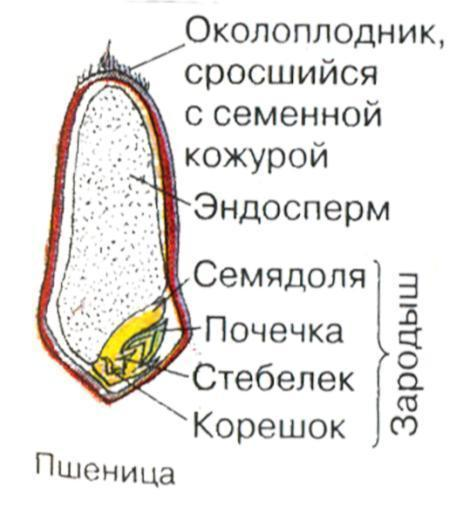 Околоплодник,
сросшийся
с семенной
кожурой
Эндосперм
Семядоля
Почечка
Стебелек
Корешок
Зародыш
Пшеница